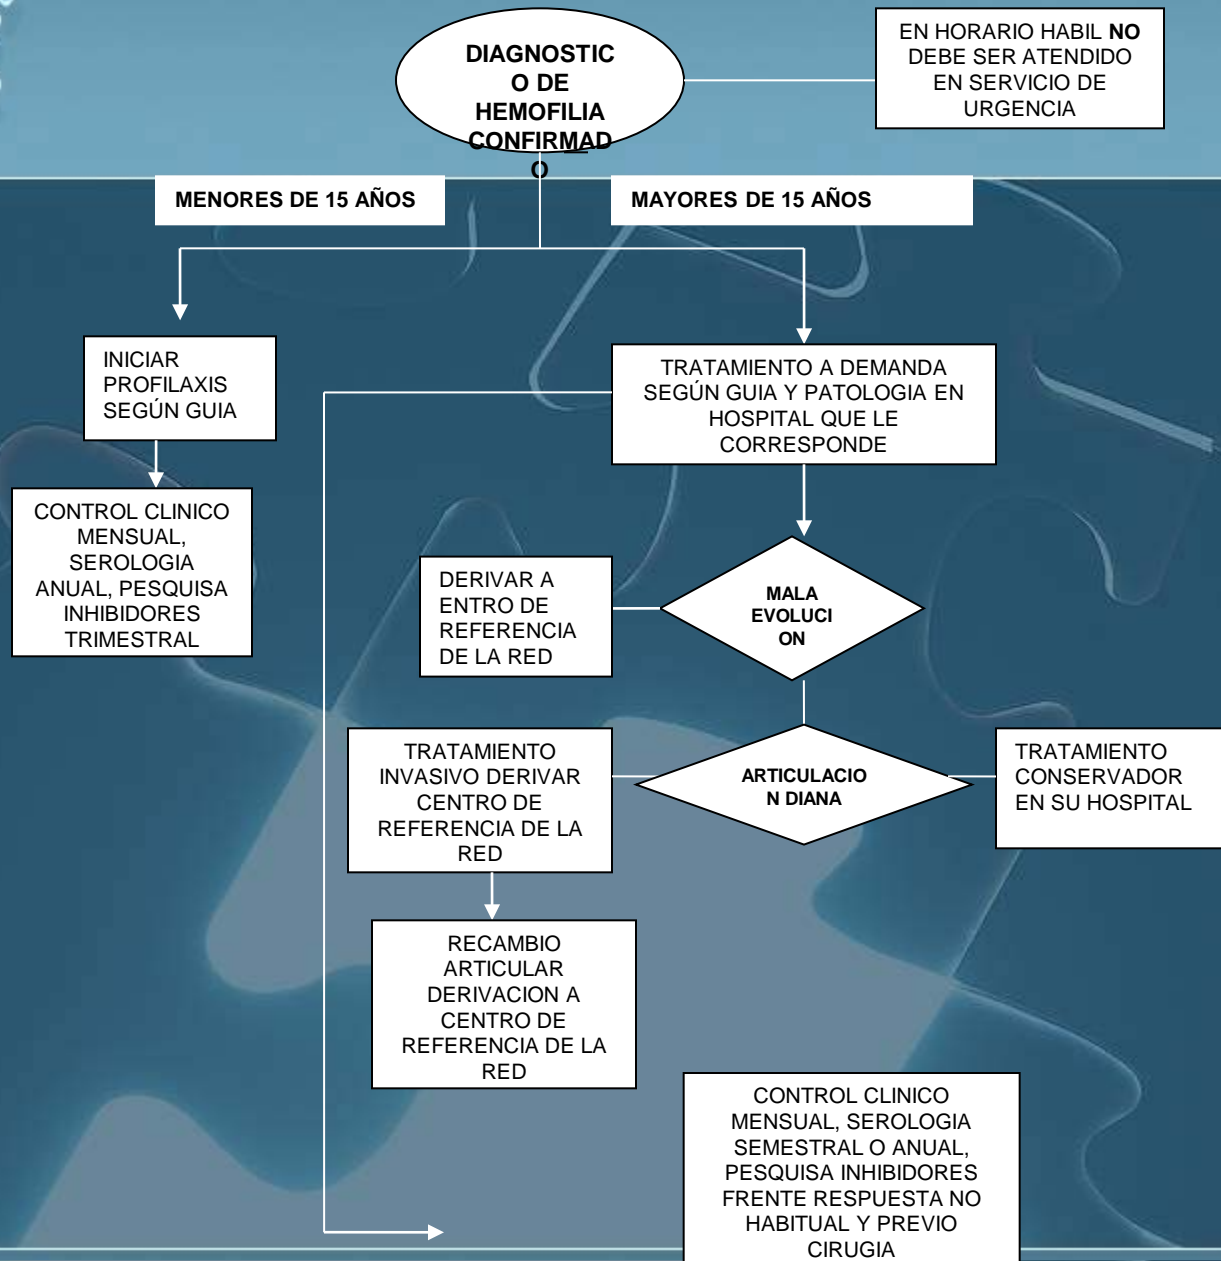 DIAGNOSTIC
O DE
HEMOFILIA
CONFIRMAD
O
EN HORARIO HABIL NO
DEBE SER ATENDIDO
EN SERVICIO DE
URGENCIA
MENORES DE 15 AÑOS
MAYORES DE 15 AÑOS
INICIAR
PROFILAXIS
SEGÚN GUIA
TRATAMIENTO A DEMANDA
SEGÚN GUIA Y PATOLOGIA EN
HOSPITAL QUE LE
CORRESPONDE
CONTROL CLINICO
MENSUAL,
SEROLOGIA
ANUAL, PESQUISA
INHIBIDORES
TRIMESTRAL
DERIVAR A
ENTRO DE
REFERENCIA
DE LA RED
MALA
EVOLUCI
ON
TRATAMIENTO
INVASIVO DERIVAR
CENTRO DE
REFERENCIA DE LA
RED
ARTICULACIO
N DIANA
TRATAMIENTO
CONSERVADOR
EN SU HOSPITAL
RECAMBIO
ARTICULAR
DERIVACION A
CENTRO DE
REFERENCIA DE LA
RED
CONTROL CLINICO
MENSUAL, SEROLOGIA
SEMESTRAL O ANUAL,
PESQUISA INHIBIDORES
FRENTE RESPUESTA NO
HABITUAL Y PREVIO
CIRUGIA